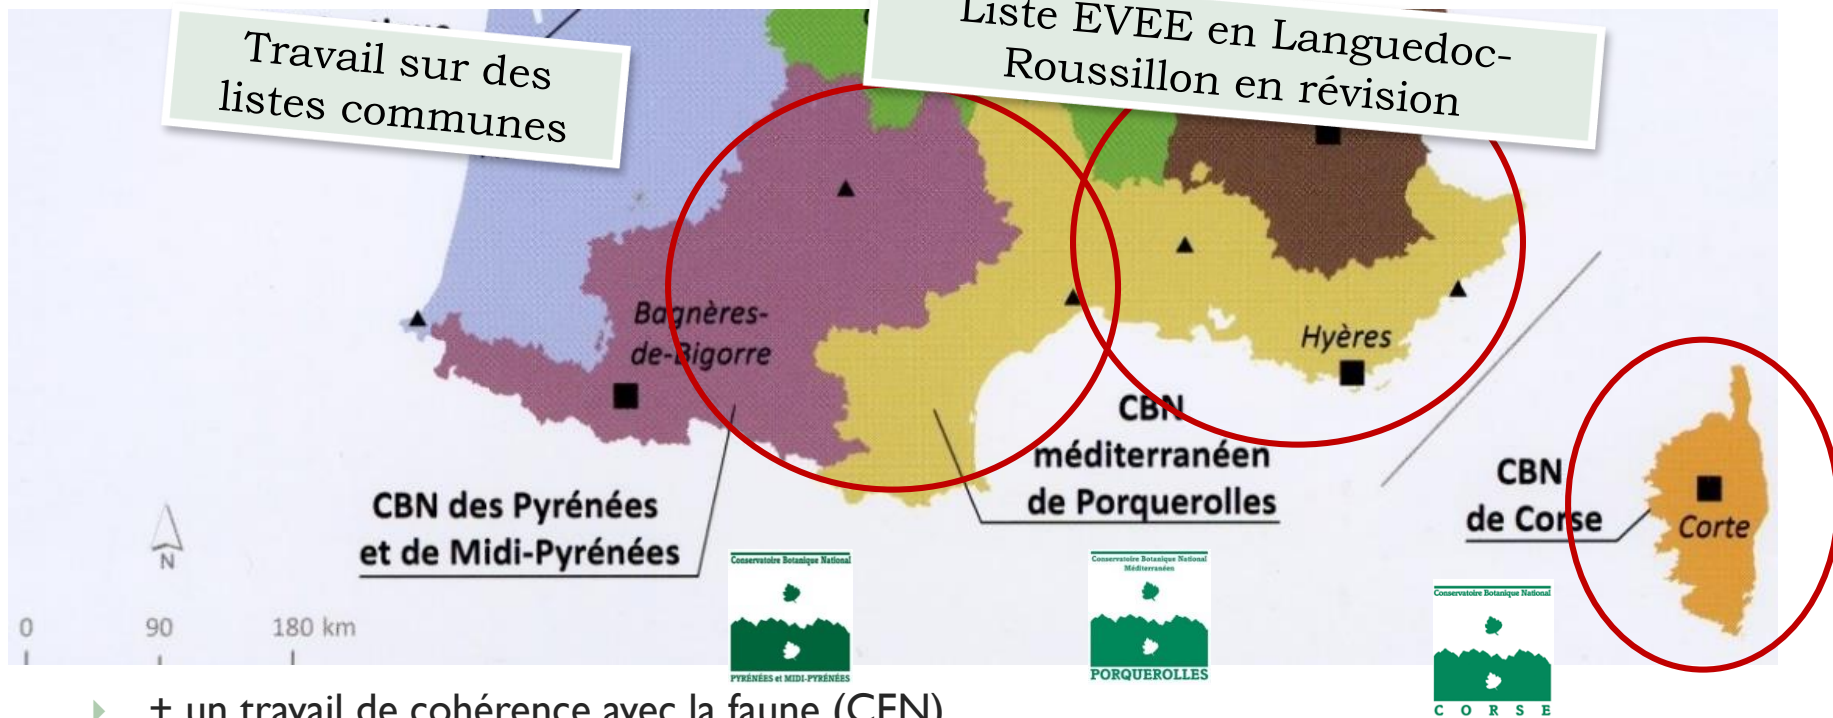 Travail sur des
listes communes
Liste EVEE en Languedoc-
Roussillon en révision
Bagnères-
de-Bigorre
Hyères
CBN
méditerranéen
de Porquerolles
CBN des Pyrénées
et de Midi-Pyrénées
CBN
de Corse
Corte
N
0 90 180 km
Conservatoire Botanique National
PYRÉNÉES et MIDI-PYRÉNÉES
Conservatoire Botanique National
Méditerranéen
PORQUEROLLES
Conservatoire Botanique National
CORSE
+ un travail de cohérence avec la faune (CEN)